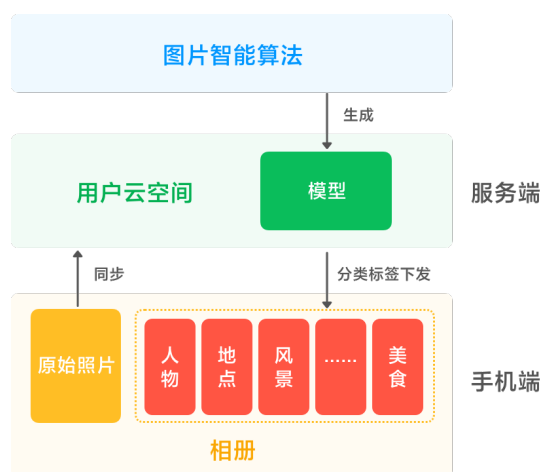 图片智能算法
生成
用户云空间
模型
服务端
同步
分类标签下发
原始照片
人物
地点
风景
……
美食
手机端
相册